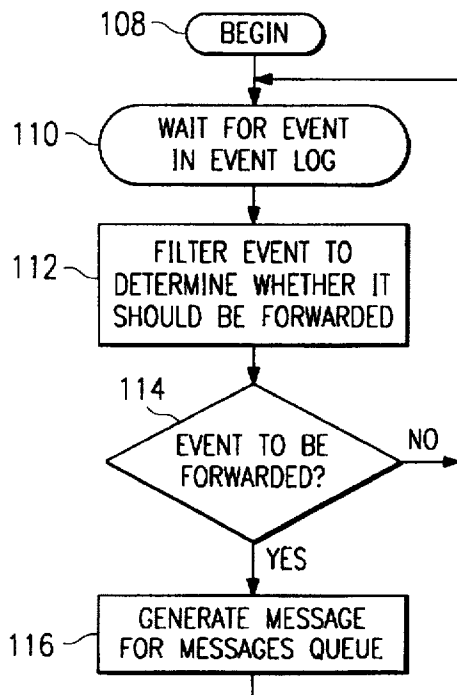 108
BEGIN
110
WAIT FOR EVENT
IN EVENT LOG
112
FILTER EVENT TO
DETERMINE WHETHER IT
SHOULD BE FORWARDED
114
EVENT TO BE
FORWARDED?
NO
YES
116
GENERATE MESSAGE
FOR MESSAGES QUEUE